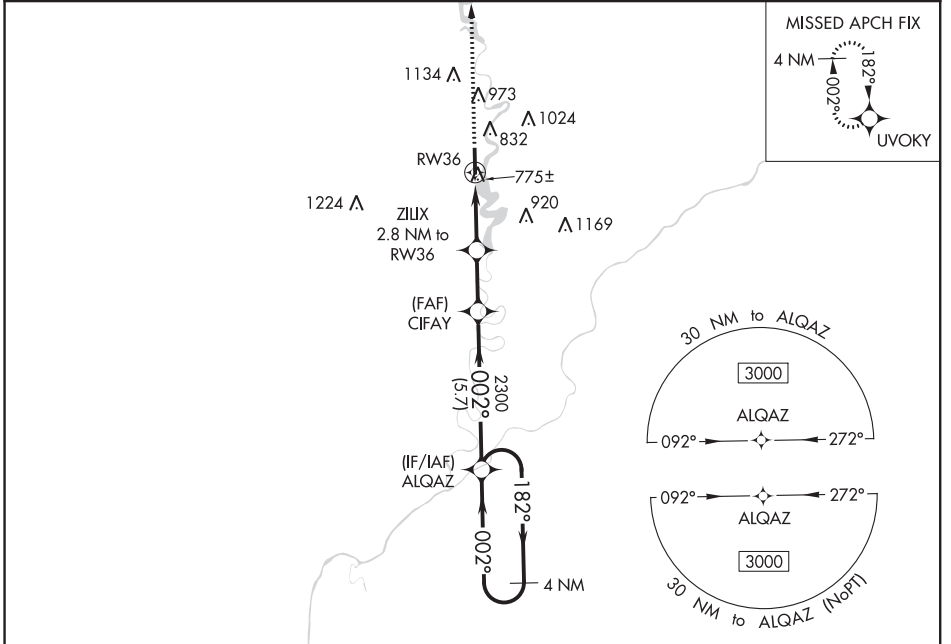 MISSED APCH FIX
4 NM
182°
002°
UVOKY
1134
973
1024
832
RW36
775±
1224
920
1169
ZILIX
2.8 NM to
RW36
(FAF)
CIFAY
2300
002°
(5.7)
(IF/IAF)
ALQAZ
182°
002°
4 NM
30 NM to ALQAZ
3000
ALQAZ
092°
272°
092°
272°
ALQAZ
3000
30 NM to ALQAZ (NoPT)